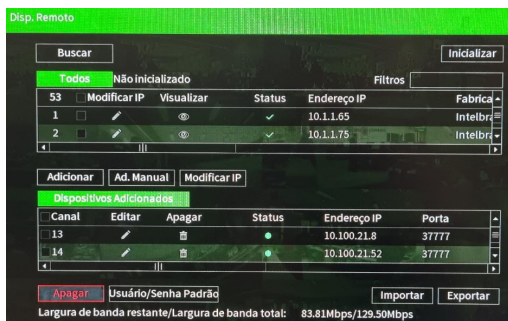 Disp. Remoto
Buscar Inicializar
Todos Não inicializado Filtros
53 Modificar IP Visualizar Status Endereço IP Fabrica
1 10.1.1.65 Intelbra
2 10.1.1.75 Intelbra
Adicionar Ad. Manual Modificar IP
Dispositivos Adicionados
Canal Editar Apagar Status Endereço IP Porta
13 10.100.21.8 37777
14 10.100.21.52 37777
Apagar Usuário/Senha Padrão Importar Exportar
Largura de banda restante/Largura de banda total: 83.81Mbps/129.50Mbps